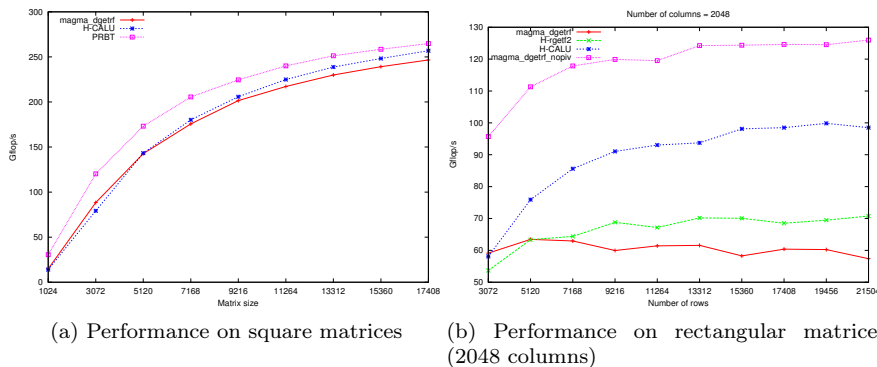 magma_dgetrf
H-CALU
PRBT
300
250
200
150
100
50
0
Gflop/s
1024 3072 5120 7168 9216 11264 13312 15360 17408
Matrix size
(a) Performance on square matrices
Number of columns = 2048
magma_dgetrf
H-rgetf2
H-CALU
magma_dgetrf_nopiv
130
120
110
100
90
80
70
60
50
Gflop/s
3072 5120 7168 9216 11264 13312 15360 17408 19456 21504
Number of rows
(b) Performance on rectangular matrice
(2048 columns)